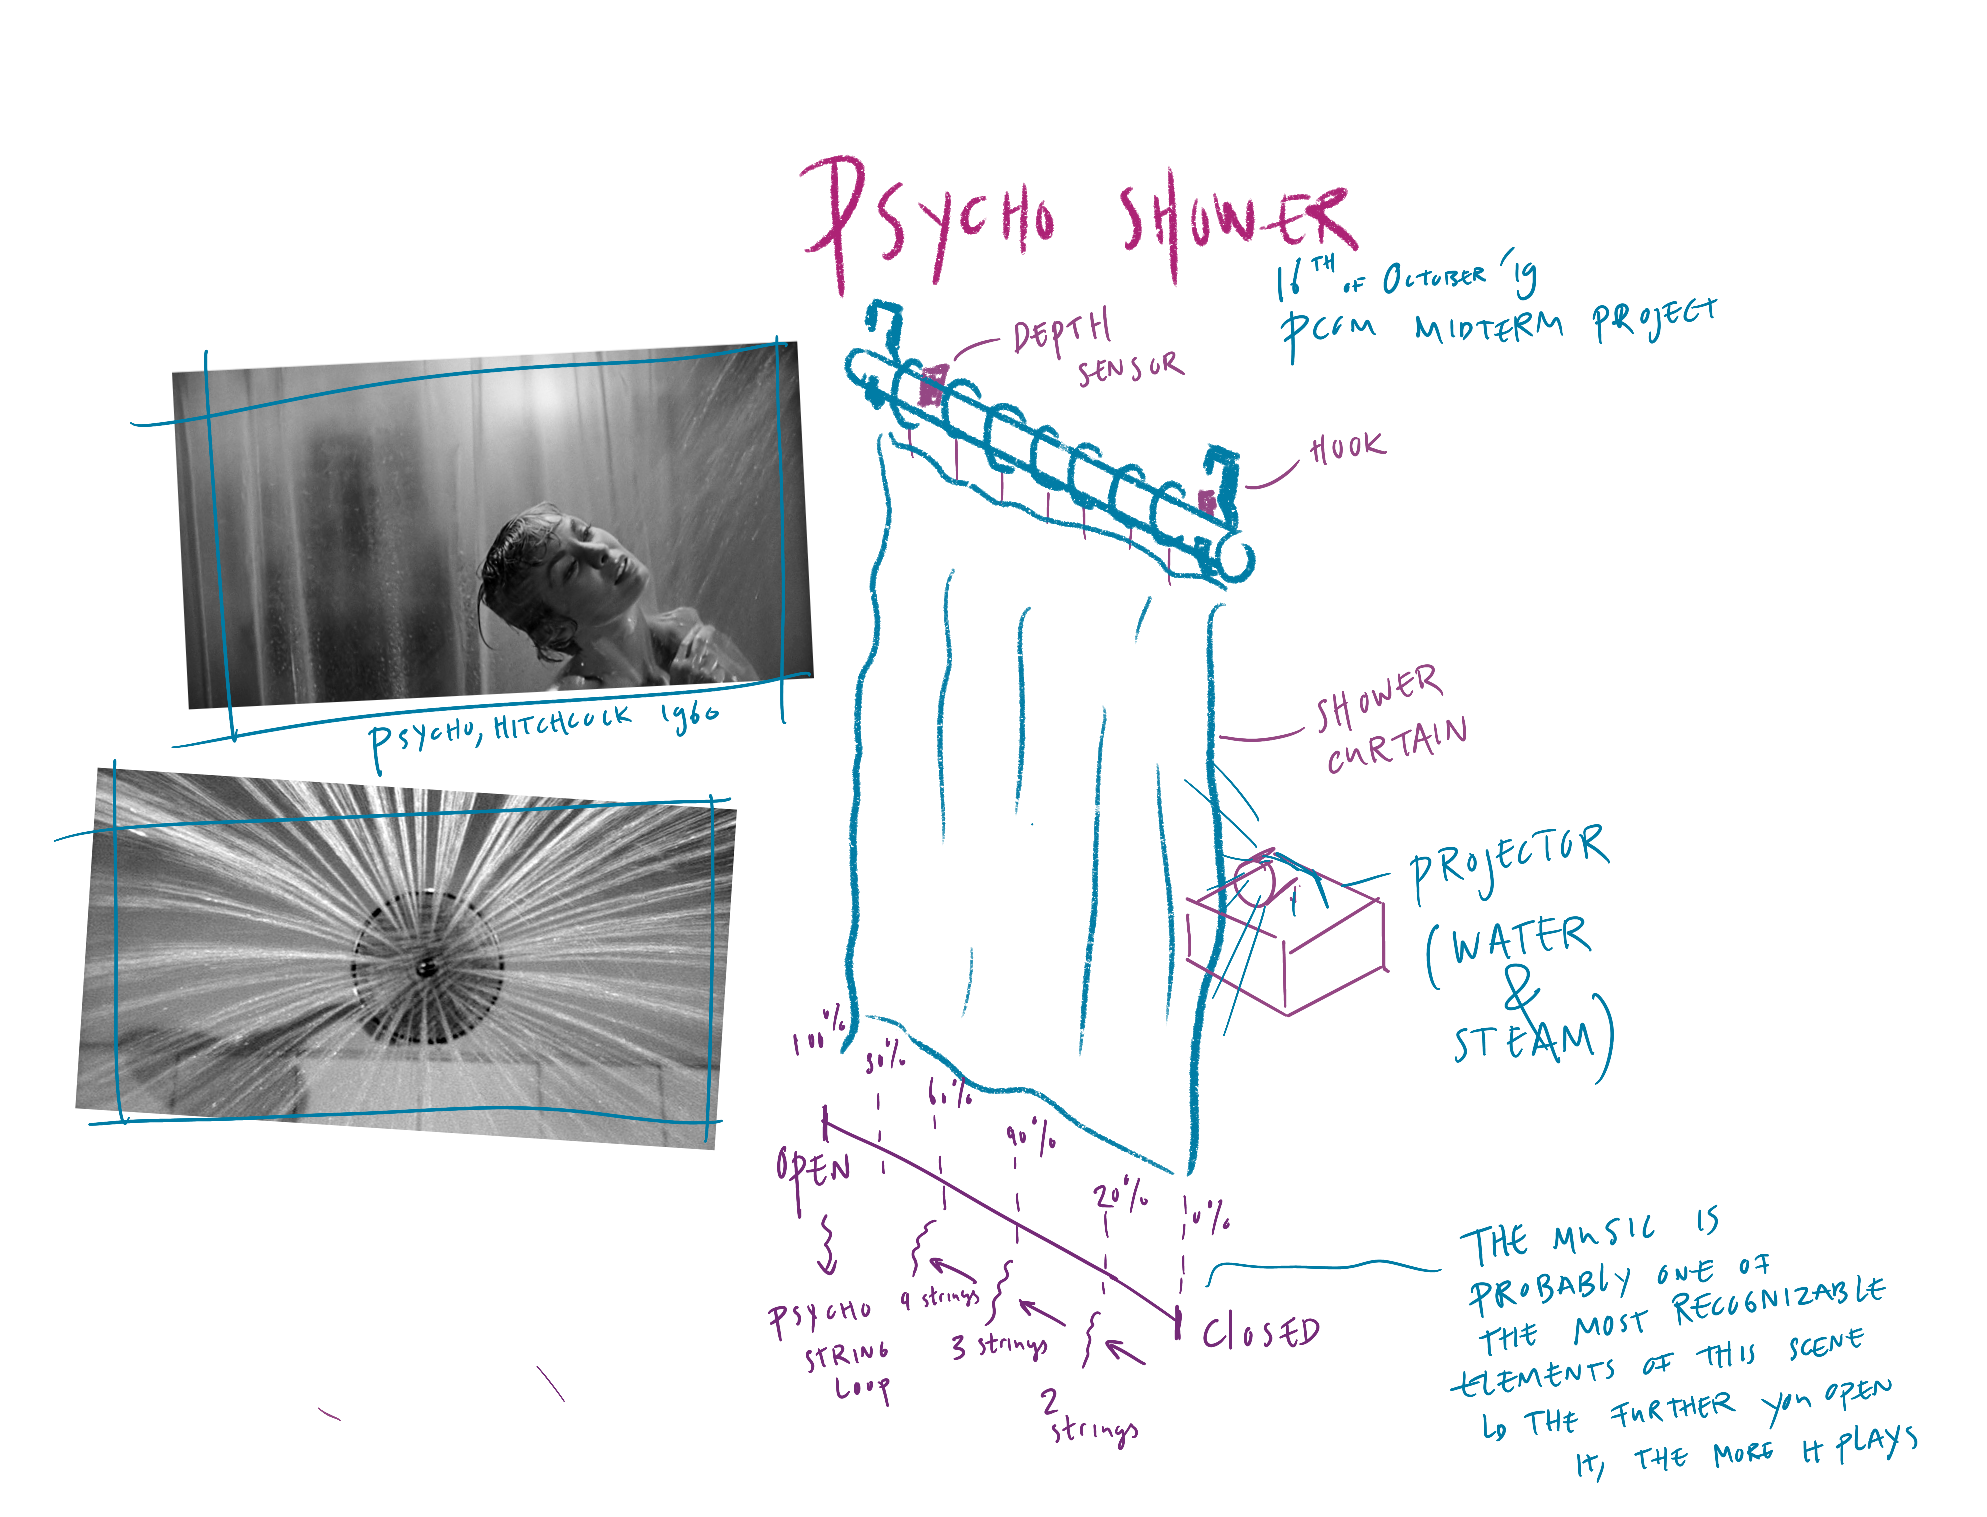 PSYCHO SHOWER
16TH OF OCTOBER '19
PCOM MIDTERM PROJECT
DEPTH
SENSOR
HOOK
PSYCHO, HITCHCOCK 1960
SHOWER
CURTAIN
PROJECTOR
(WATER
&
STEAM)
100%
80%
60%
40%
20%
0%
OPEN
CLOSED
PSYCHO
STRING
LOOP
4 strings
3 strings
2
strings
THE MUSIC IS
PROBABLY ONE OF
THE MOST RECOGNIZABLE
ELEMENTS OF THIS SCENE
THE FURTHER YOU OPEN
IT, THE MORE IT PLAYS